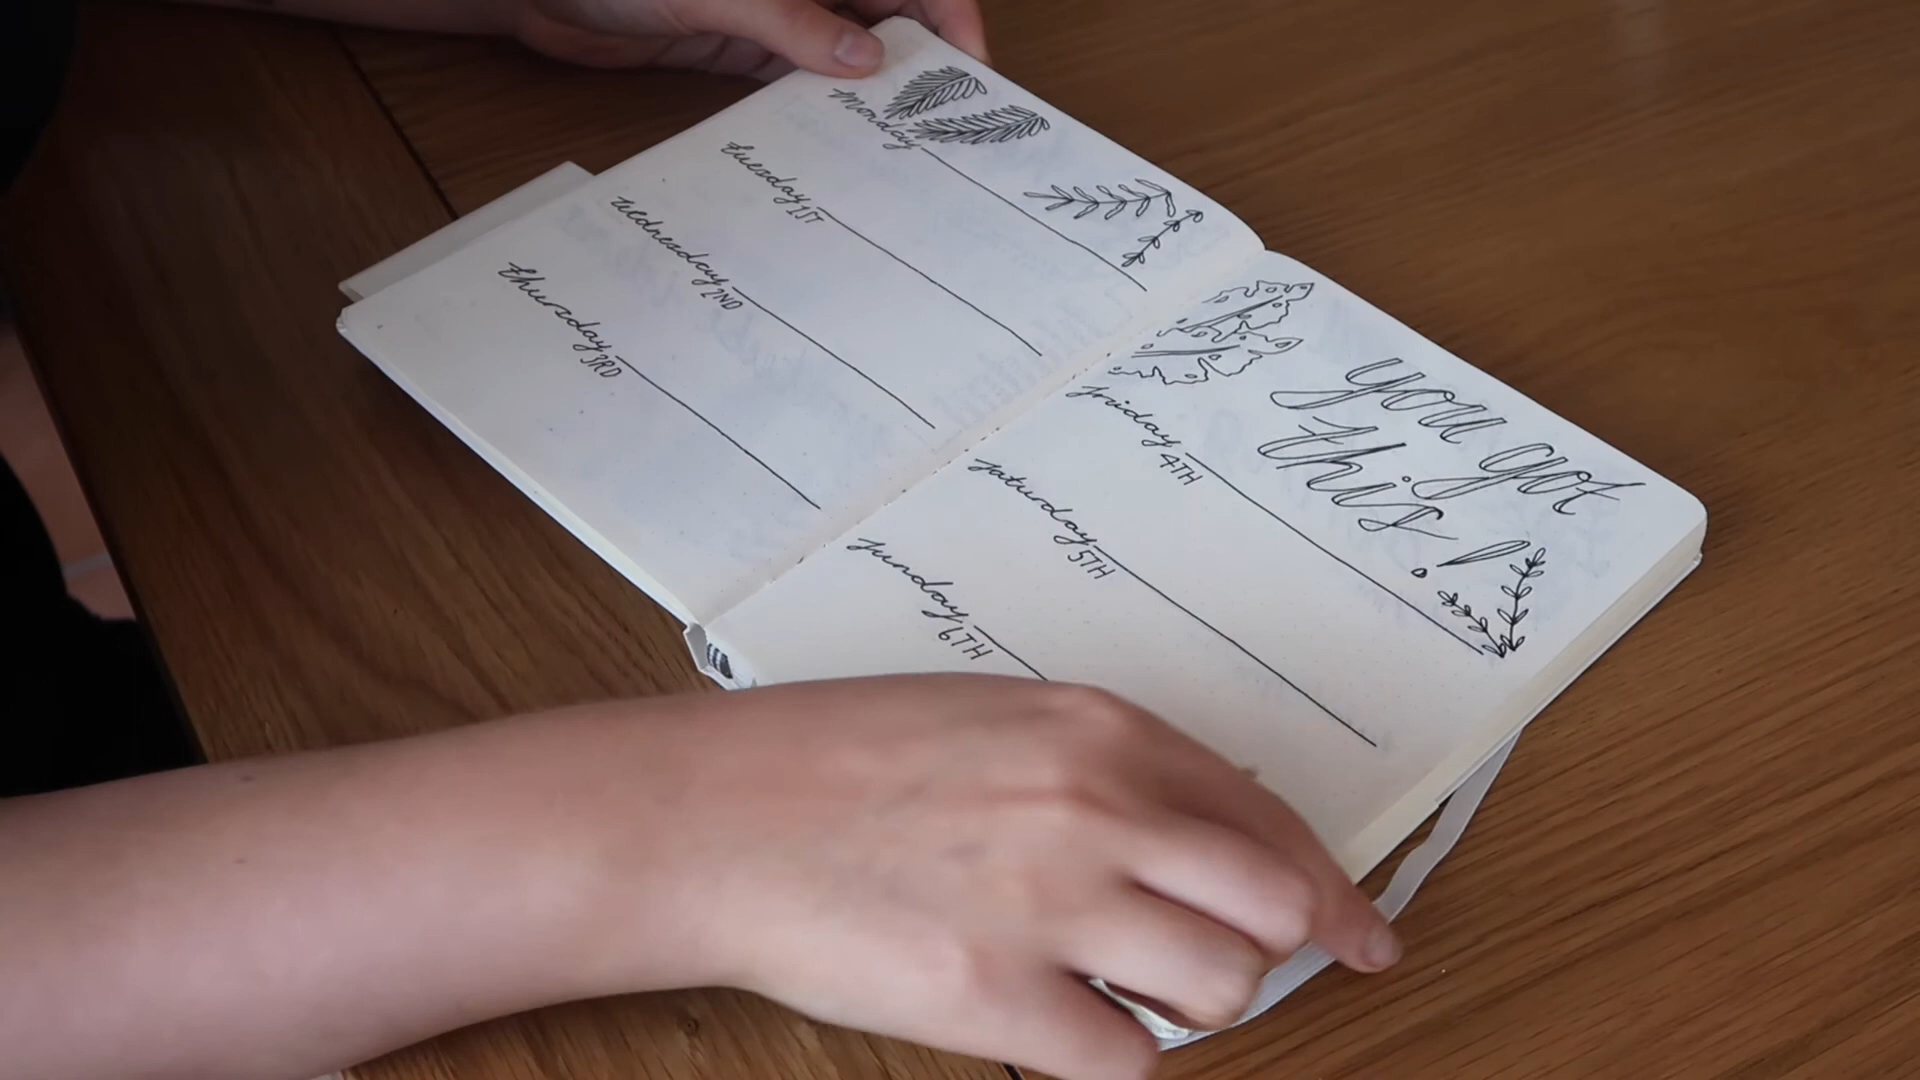 Monday
tuesday 1ST
Wednesday 2ND
thursday 3RD
you got
this!
friday 4TH
saturday 5TH
sunday 6TH